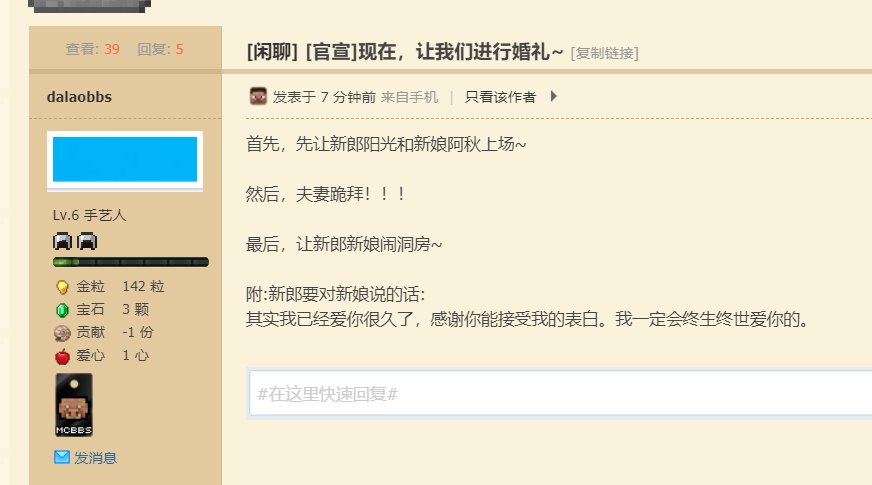 查看: 39 | 回复: 5
[闲聊] [官宣]现在，让我们进行婚礼~ [复制链接]
dalaobbs
发表于 7 分钟前 来自手机 | 只看该作者
首先，先让新郎阳光和新娘阿秋上场~
然后，夫妻跪拜！！！
最后，让新郎新娘闹洞房~
附:新郎要对新娘说的话:
其实我已经爱你很久了，感谢你能接受我的表白。我一定会终生终世爱你的。
#在这里快速回复#
Lv.6 手艺人
金粒 142 粒
宝石 3 颗
贡献 -1 份
爱心 1 心
MCBBS
发消息